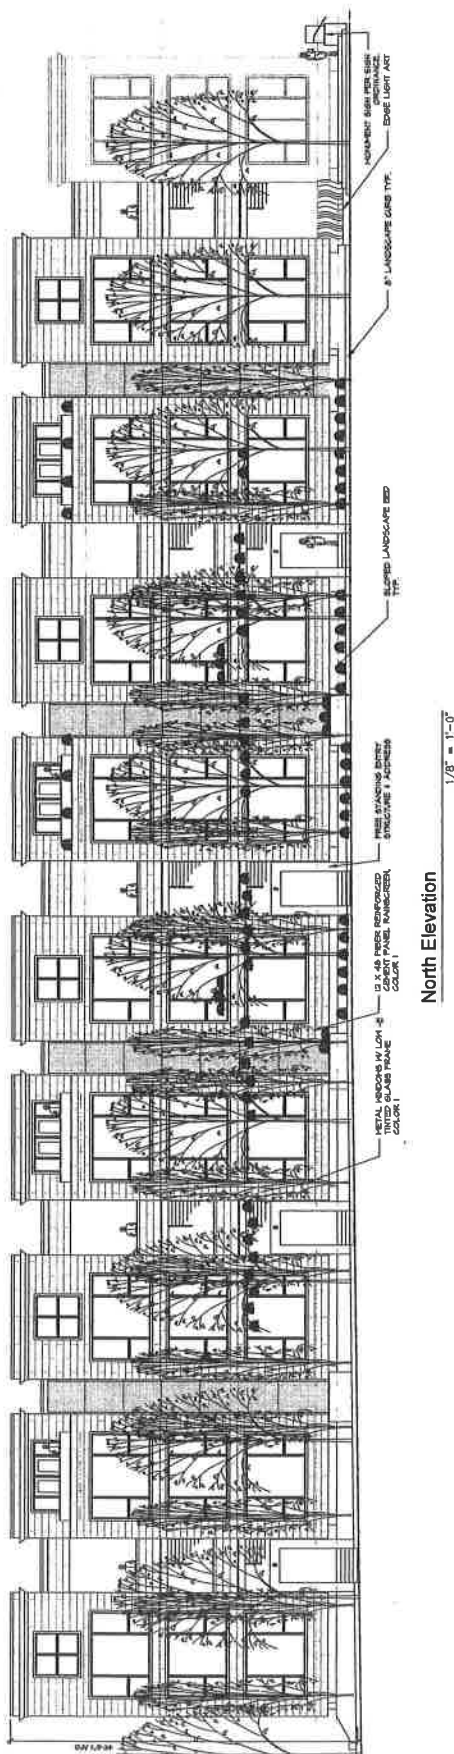 METAL WINDOWS W/ LOW -E
TINTED GLASS FRAME
COLOR 1
12 X 48 FIBER REINFORCED
CEMENT PANEL RAINSCREEN,
COLOR 1
FREE STANDING ENTRY
STRUCTURE & ADDRESS
SLOPED LANDSCAPE BED
TYP.
8" LANDSCAPE CURB TYP.
MONUMENT SIGN PER SIGN
ORDINANCE.
EDGE LIGHT ART
North Elevation
1/8" = 1'-0"